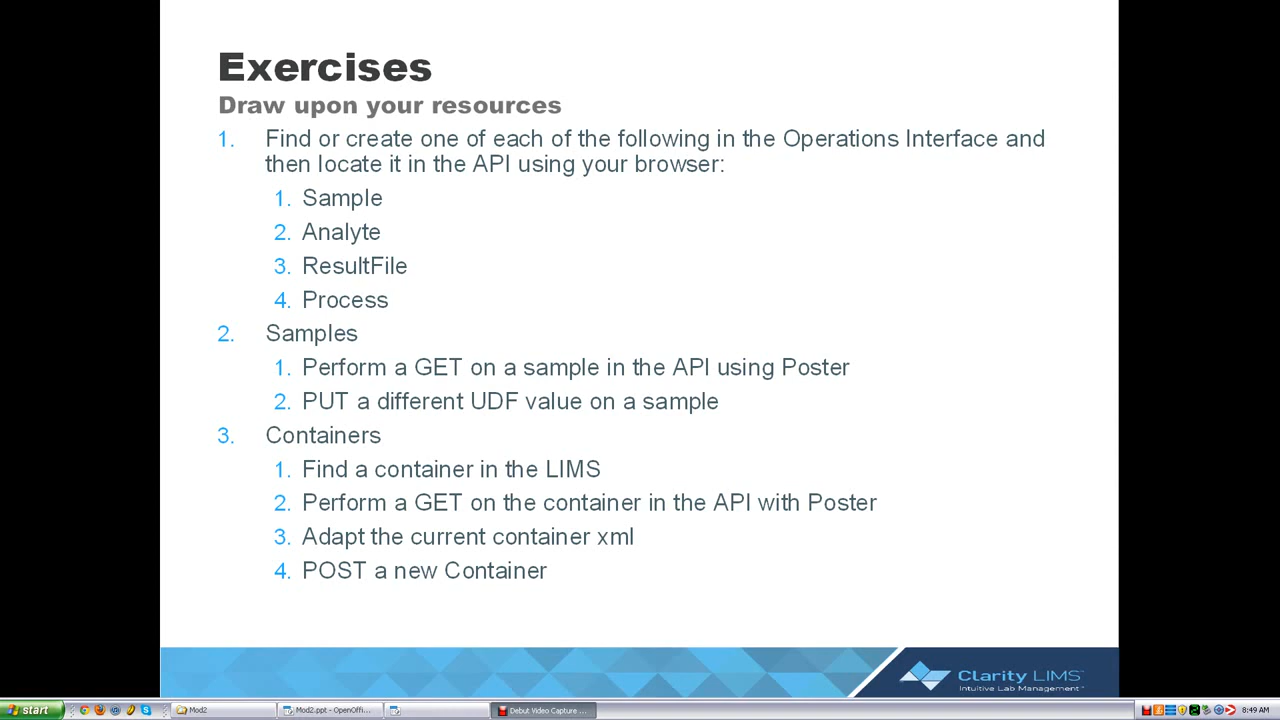 Exercises
Draw upon your resources
1. Find or create one of each of the following in the Operations Interface and
then locate it in the API using your browser:
1. Sample
2. Analyte
3. ResultFile
4. Process
2. Samples
1. Perform a GET on a sample in the API using Poster
2. PUT a different UDF value on a sample
3. Containers
1. Find a container in the LIMS
2. Perform a GET on the container in the API with Poster
3. Adapt the current container xml
4. POST a new Container
Clarity LIMS
Intuitive Lab Management
start
Mod2
Mod2.ppt - OpenOffi...
Debut Video Capture ...
8:49 AM